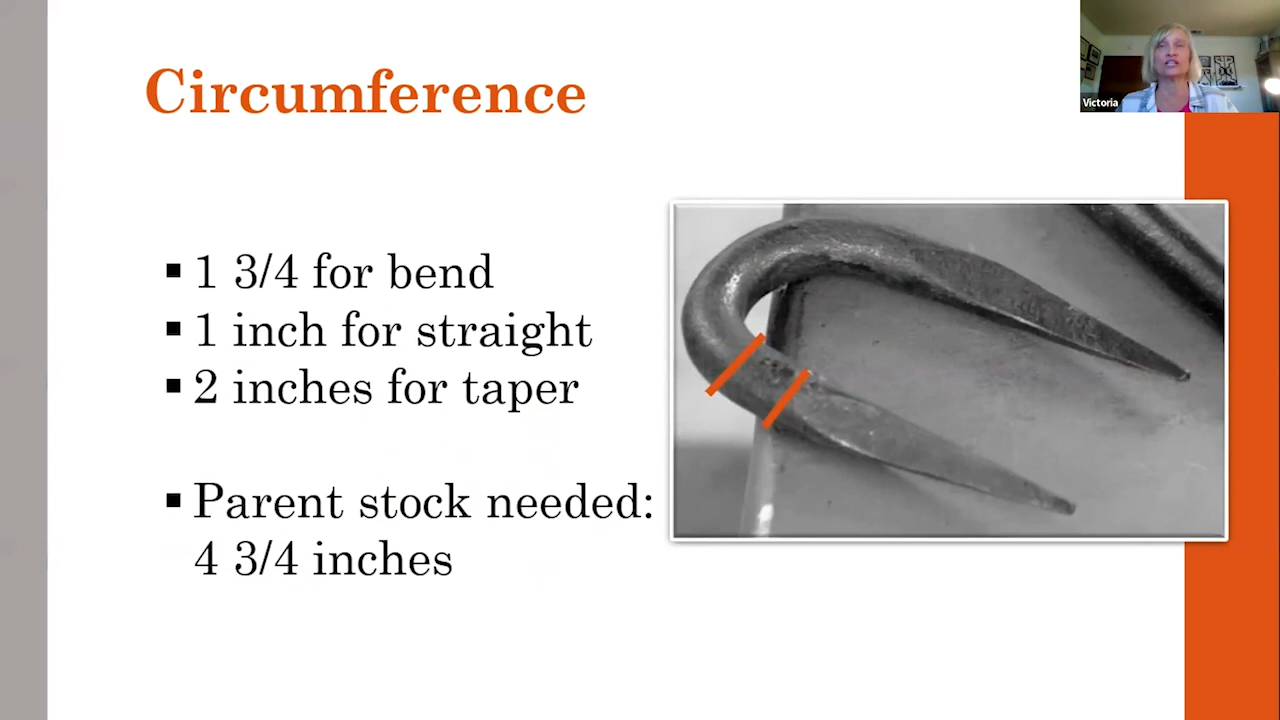 Circumference
Victoria
▪ 1 3/4 for bend
▪ 1 inch for straight
▪ 2 inches for taper
▪ Parent stock needed:
4 3/4 inches